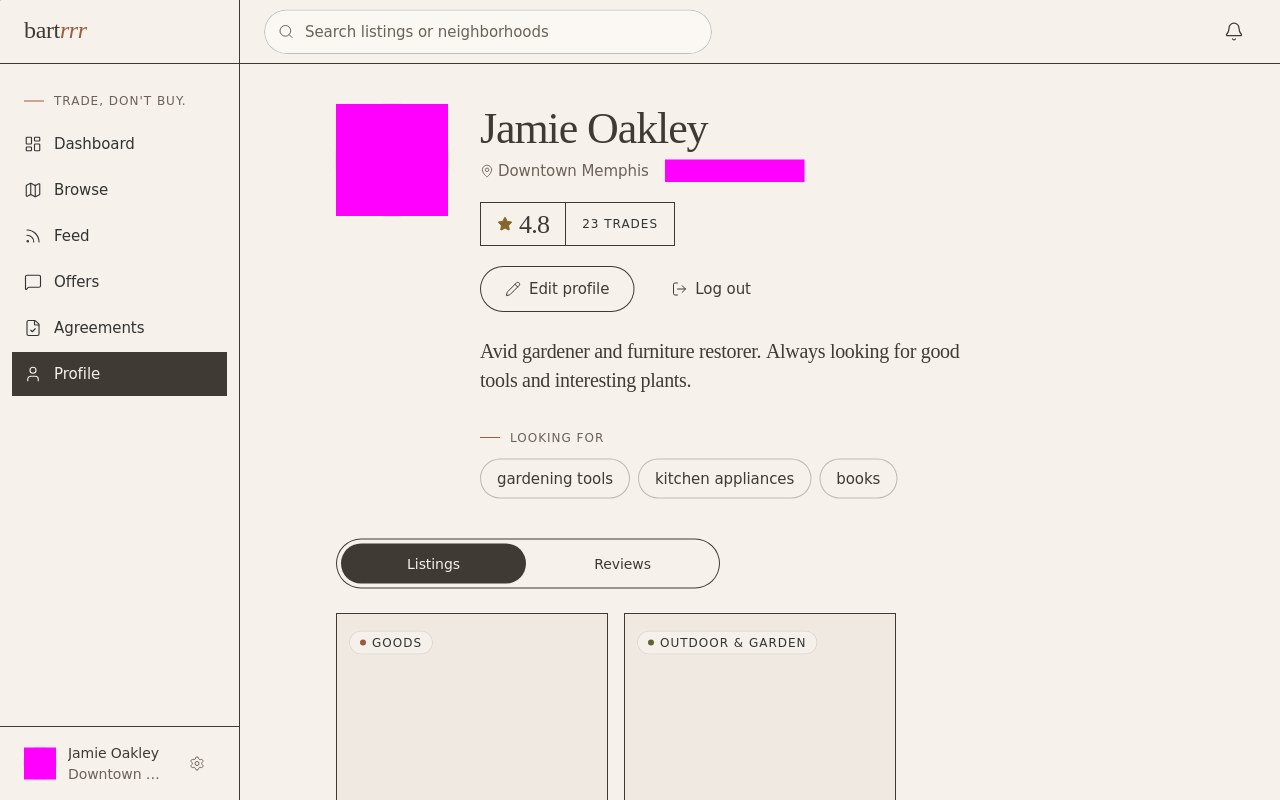 bartrrr
Search listings or neighborhoods
TRADE, DON'T BUY.
Dashboard
Browse
Feed
Offers
Agreements
Profile
Jamie Oakley
Downtown ...
Jamie Oakley
Downtown Memphis
4.8
23 TRADES
Edit profile
Log out
Avid gardener and furniture restorer. Always looking for good
tools and interesting plants.
LOOKING FOR
gardening tools
kitchen appliances
books
Listings
Reviews
GOODS
OUTDOOR & GARDEN